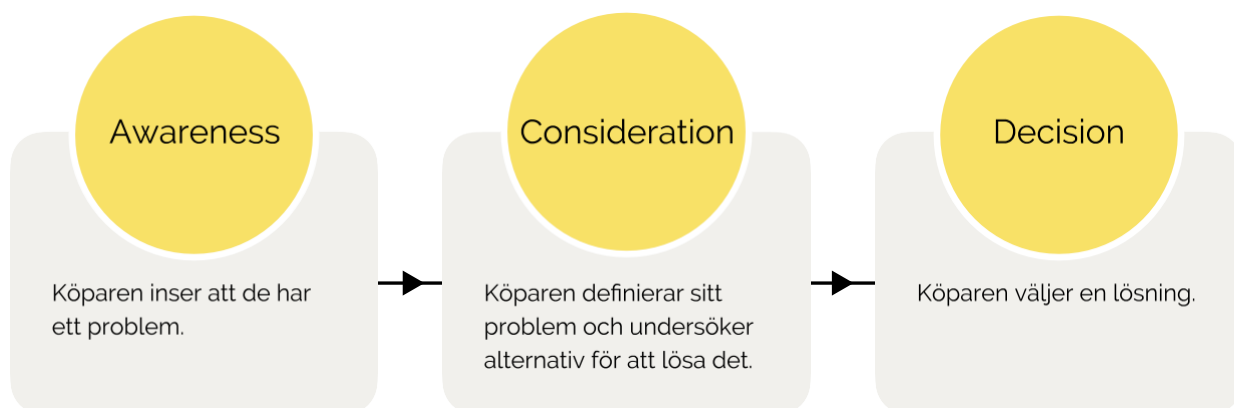 Awareness
Köparen inser att de har
ett problem.
Consideration
Köparen definierar sitt
problem och undersöker
alternativ för att lösa det.
Decision
Köparen väljer en lösning.